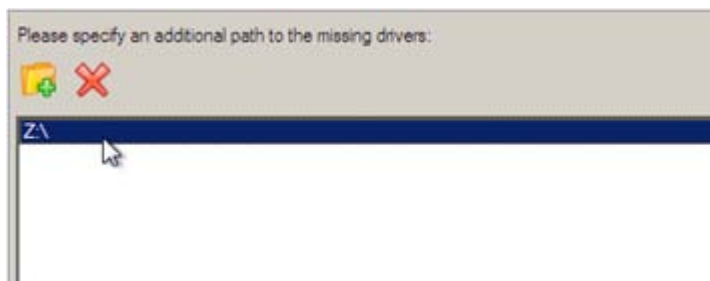 Please specify an additional path to the missing drivers:
Z:\